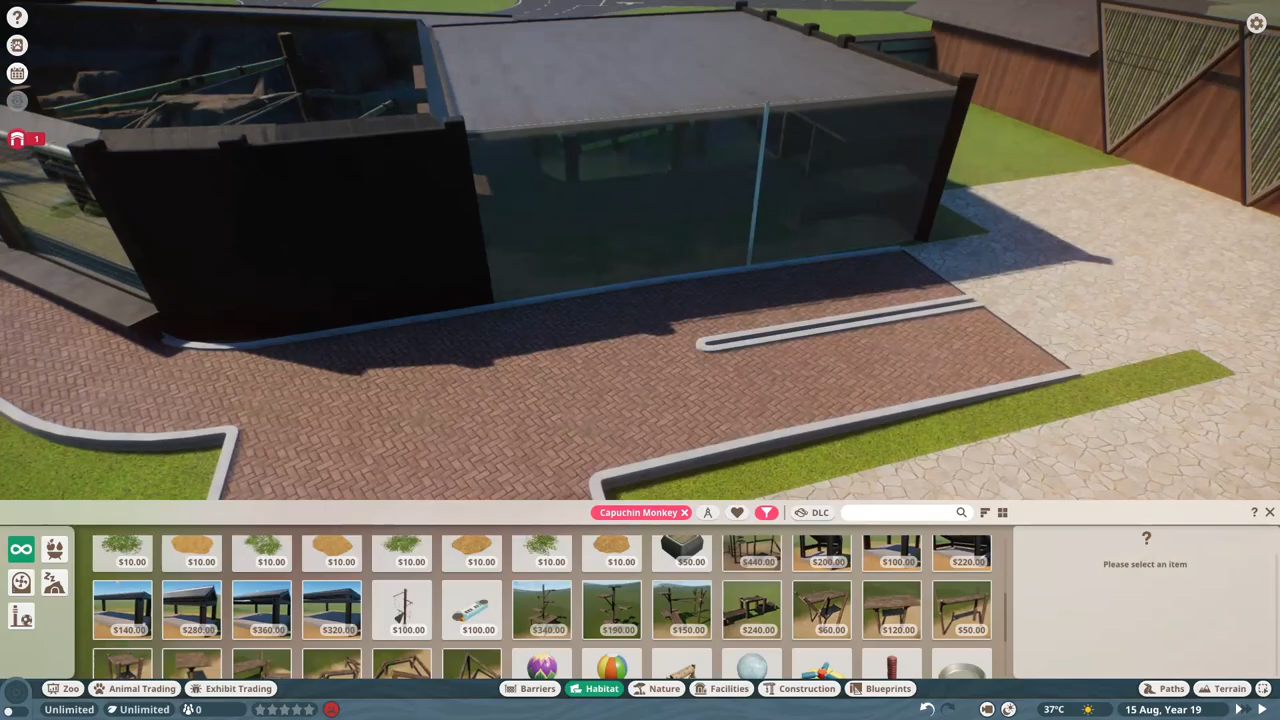 ?
1
Capuchin Monkey ×
DLC
? ×
$10.00 $10.00 $10.00 $10.00 $10.00 $10.00 $10.00 $10.00 $50.00 $440.00 $200.00 $100.00 $220.00
?
Please select an item
$140.00 $280.00 $360.00 $320.00 $100.00 $100.00 $340.00 $190.00 $150.00 $240.00 $60.00 $120.00 $50.00
Zoo Animal Trading Exhibit Trading Barriers Habitat Nature Facilities Construction Blueprints Paths Terrain
Unlimited Unlimited 0 37°C 15 Aug, Year 19